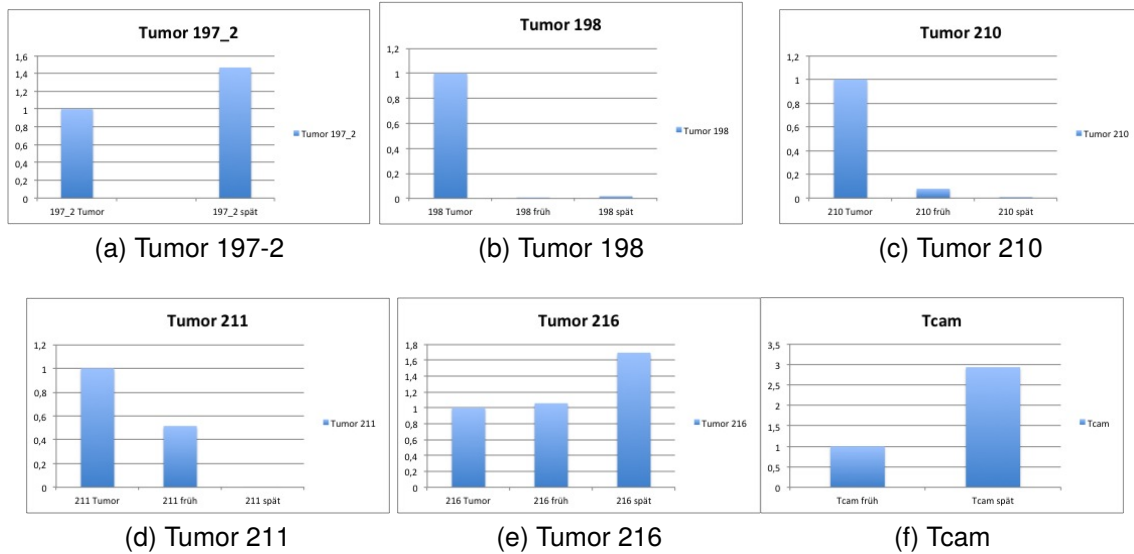 Tumor 197_2
1,6
1,4
1,2
1
0,8
0,6
0,4
0,2
0
197_2 Tumor
197_2 spät
Tumor 197_2
(a) Tumor 197-2
Tumor 198
1,2
1
0,8
0,6
0,4
0,2
0
198 Tumor
198 früh
198 spät
Tumor 198
(b) Tumor 198
Tumor 210
1,2
1
0,8
0,6
0,4
0,2
0
210 Tumor
210 früh
210 spät
Tumor 210
(c) Tumor 210
Tumor 211
1,2
1
0,8
0,6
0,4
0,2
0
211 Tumor
211 früh
211 spät
Tumor 211
(d) Tumor 211
Tumor 216
1,8
1,6
1,4
1,2
1
0,8
0,6
0,4
0,2
0
216 Tumor
216 früh
216 spät
Tumor 216
(e) Tumor 216
Tcam
3,5
3
2,5
2
1,5
1
0,5
0
Tcam früh
Tcam spät
Tcam
(f) Tcam